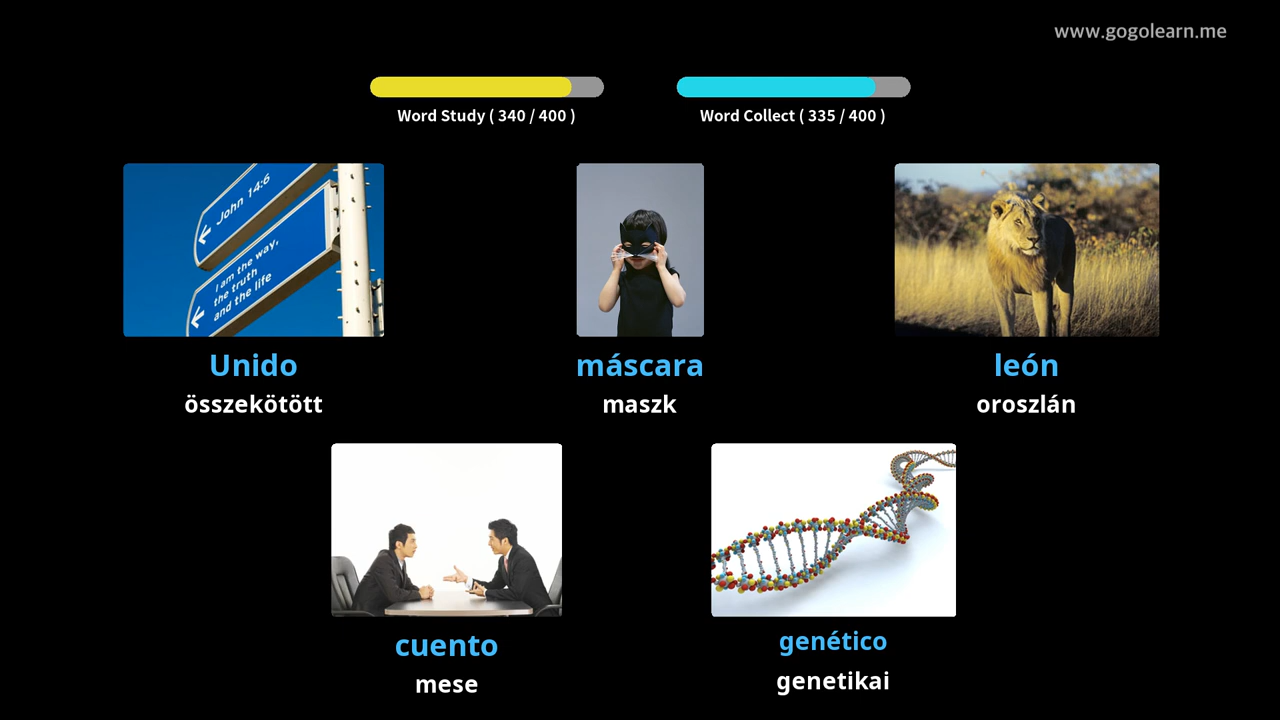 www.gogolearn.me
Word Study ( 340 / 400 )
Word Collect ( 335 / 400 )
John 14:6
I am the way,
the truth
and the life
Unido
összekötött
máscara
maszk
león
oroszlán
cuento
mese
genético
genetikai